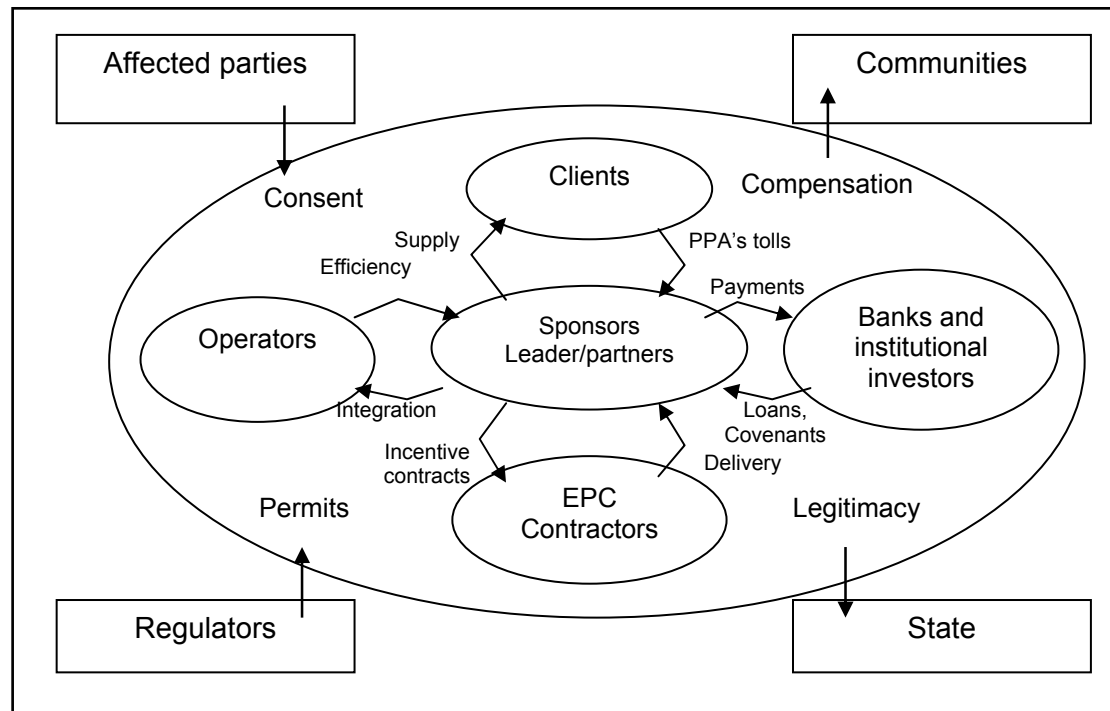 Affected parties
Communities
Clients
Consent
Compensation
Supply
PPA's tolls
Efficiency
Payments
Operators
Sponsors
Leader/partners
Banks and
institutional
investors
Integration
Loans,
Covenants
Incentive
contracts
Delivery
EPC
Contractors
Permits
Legitimacy
Regulators
State